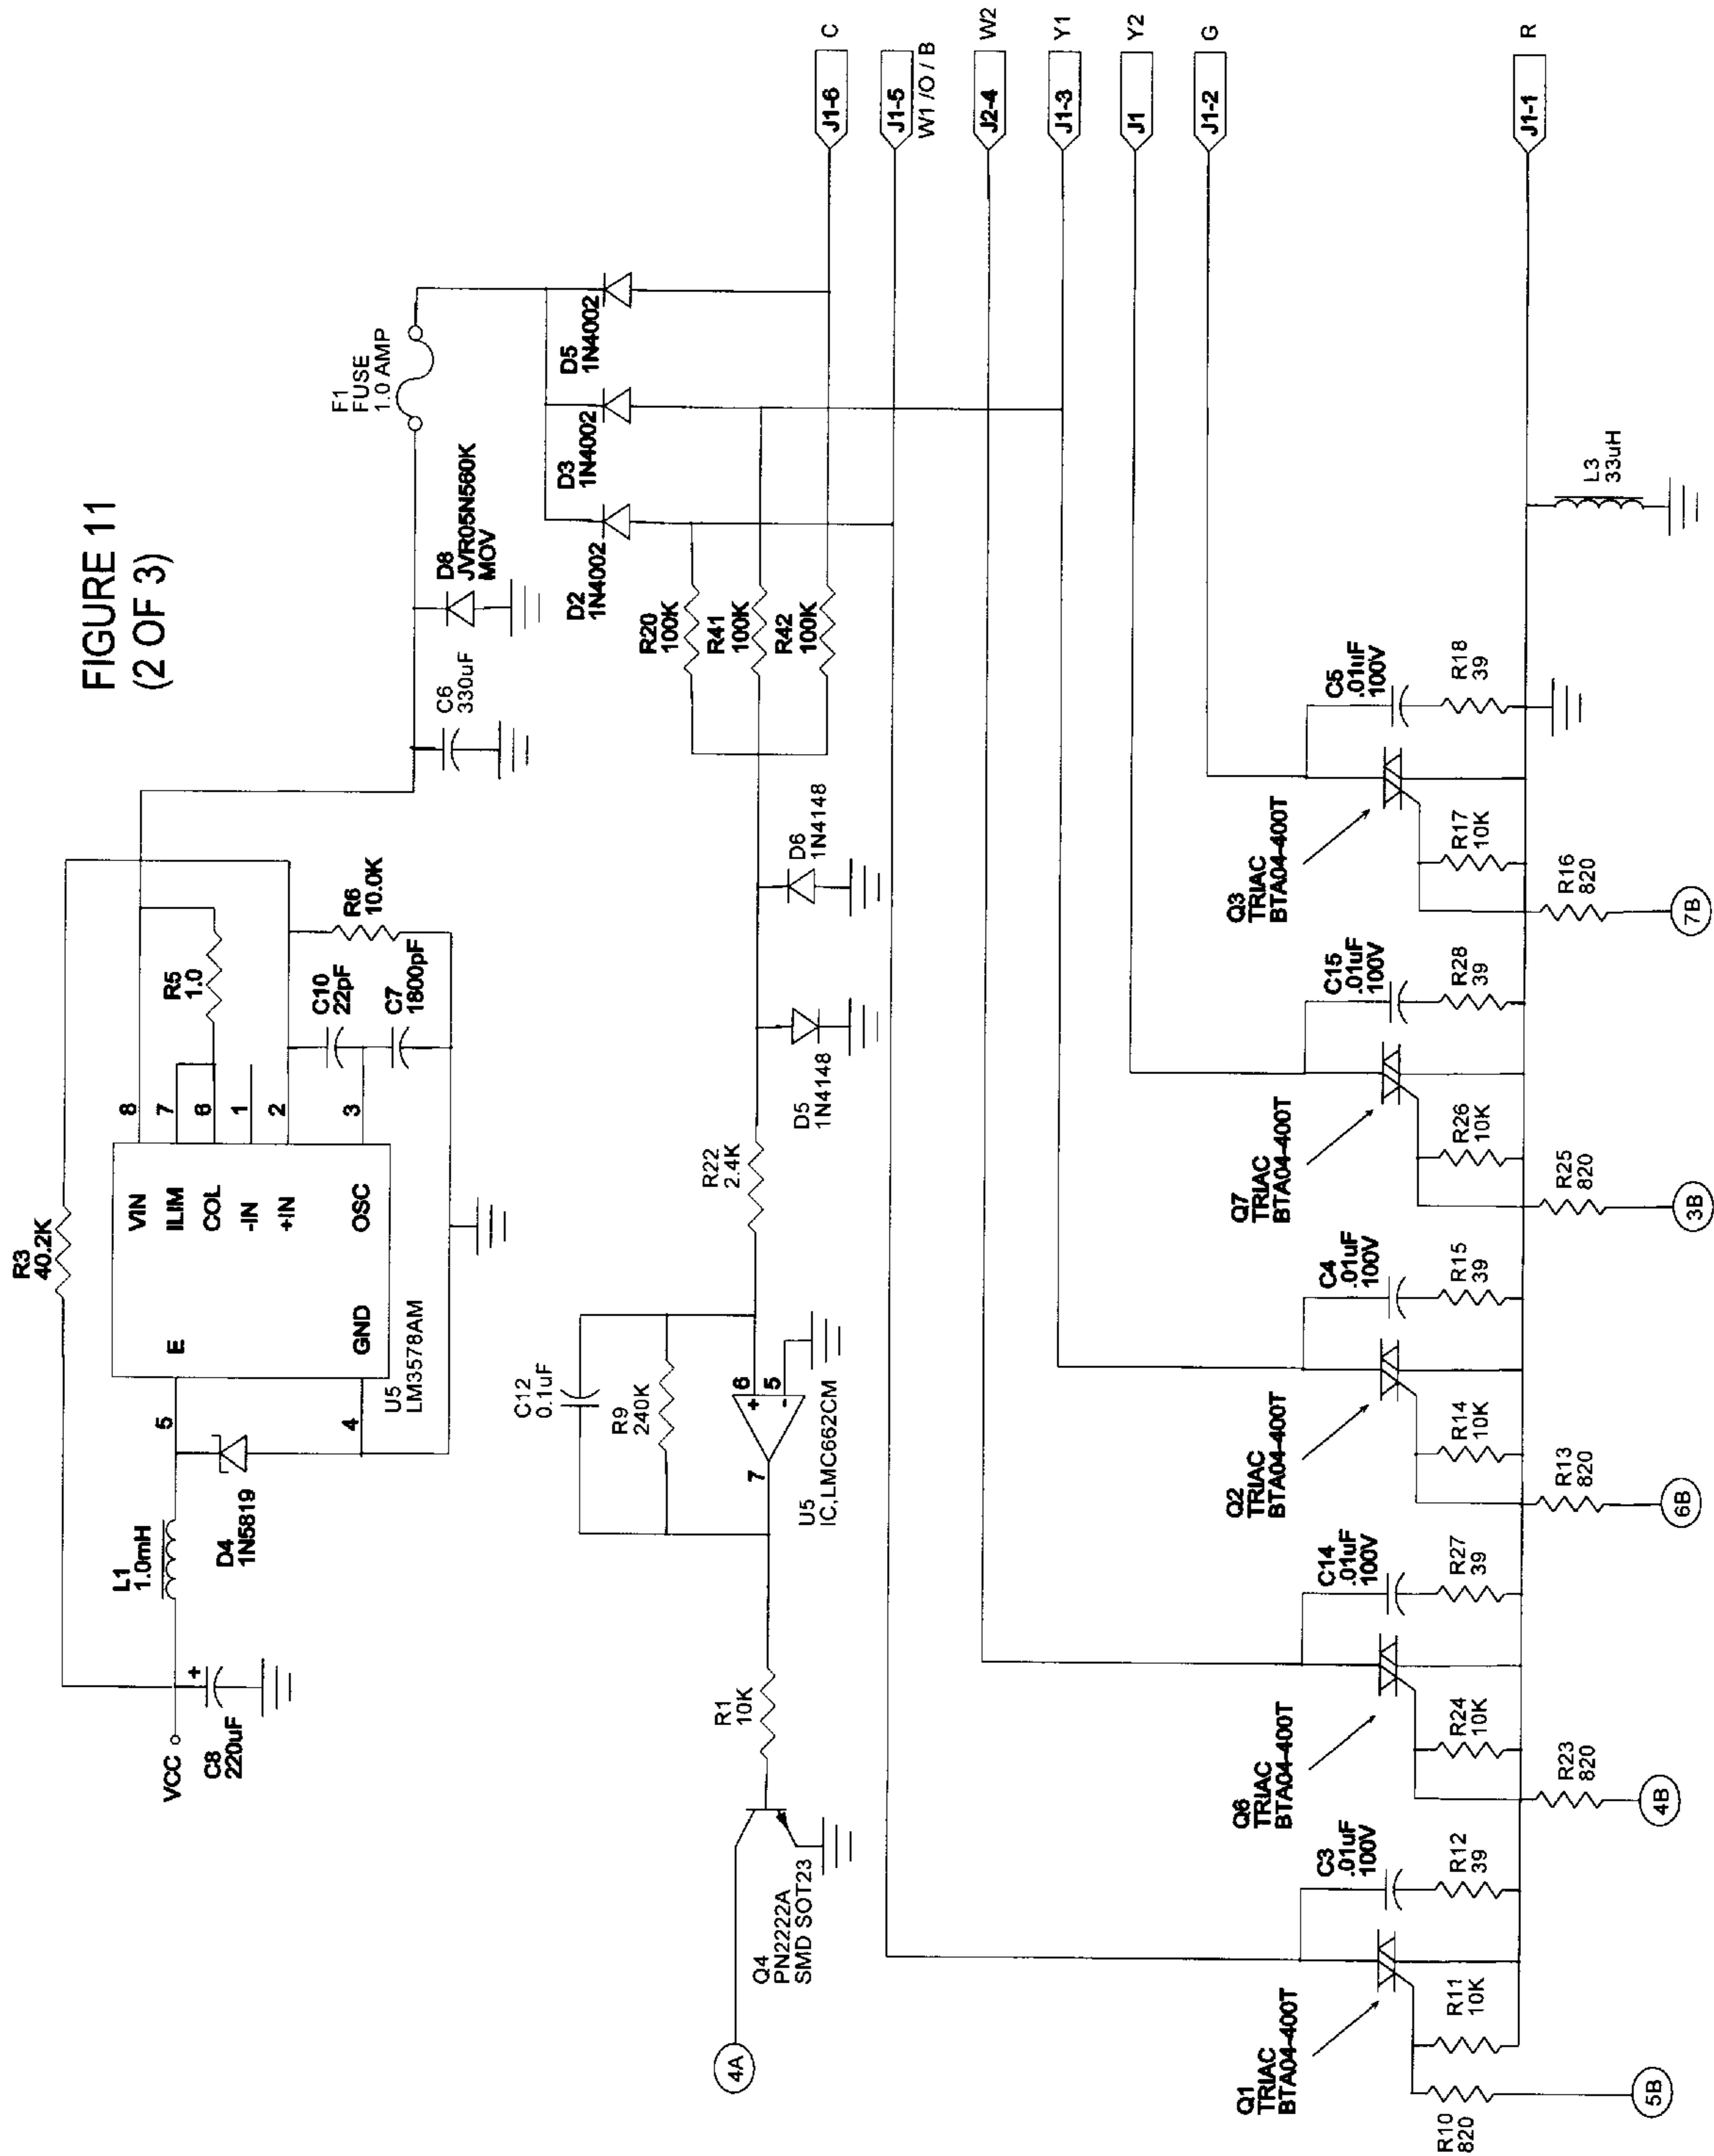 FIGURE 11
(2 OF 3)
R3
40.2K
VIN
ILIM
COL
-IN
+IN
OSC
E
GND
8
7
6
1
2
3
5
4
U5
LM3578AM
R5
1.0
C10
22pF
C7
1800pF
R6
10.0K
L1
1.0mH
D4
1N5819
VCC
C8
220uF
+
C6
330uF
D8
JVR05N560K
MOV
F1
FUSE
1.0 AMP
D2
1N4002
D3
1N4002
D5
1N4002
R20
100K
R41
100K
R42
100K
D6
1N4148
D5
1N4148
R22
2.4K
C12
0.1uF
R9
240K
+
6
-
5
7
U5
IC,LMC662CM
R1
10K
Q4
PN2222A
SMD SOT23
4A
J1-6
C
J1-5
W1 /O / B
J2-4
W2
J1-3
Y1
J1
Y2
J1-2
G
J1-1
R
Q1
TRIAC
BTA04-400T
C3
.01uF
100V
R12
39
R11
10K
R10
820
5B
Q6
TRIAC
BTA04-400T
C14
.01uF
100V
R27
39
R24
10K
R23
820
4B
Q2
TRIAC
BTA04-400T
C4
.01uF
100V
R15
39
R14
10K
R13
820
6B
Q7
TRIAC
BTA04-400T
C15
.01uF
100V
R28
39
R26
10K
R25
820
3B
Q3
TRIAC
BTA04-400T
C5
.01uF
100V
R18
39
R17
10K
R16
820
7B
L3
33uH